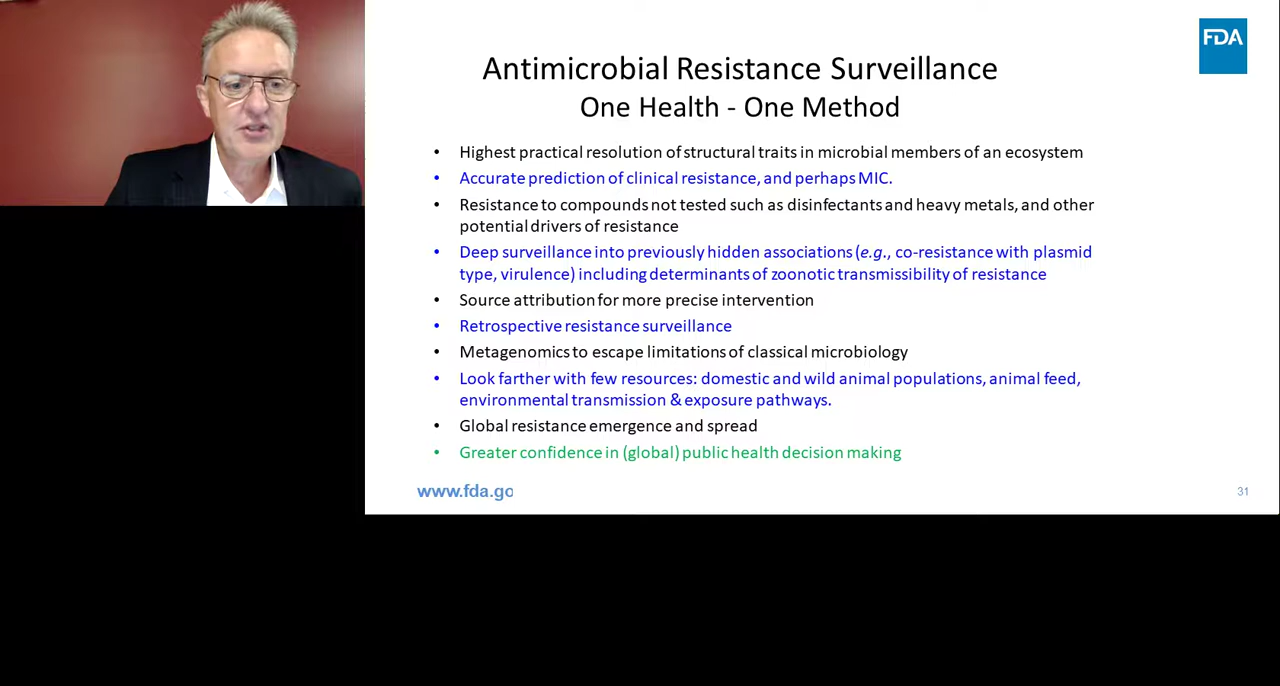 FDA
Antimicrobial Resistance Surveillance
One Health - One Method
• Highest practical resolution of structural traits in microbial members of an ecosystem
• Accurate prediction of clinical resistance, and perhaps MIC.
• Resistance to compounds not tested such as disinfectants and heavy metals, and other
potential drivers of resistance
• Deep surveillance into previously hidden associations (e.g., co-resistance with plasmid
type, virulence) including determinants of zoonotic transmissibility of resistance
• Source attribution for more precise intervention
• Retrospective resistance surveillance
• Metagenomics to escape limitations of classical microbiology
• Look farther with few resources: domestic and wild animal populations, animal feed,
environmental transmission & exposure pathways.
• Global resistance emergence and spread
• Greater confidence in (global) public health decision making
www.fda.go
31